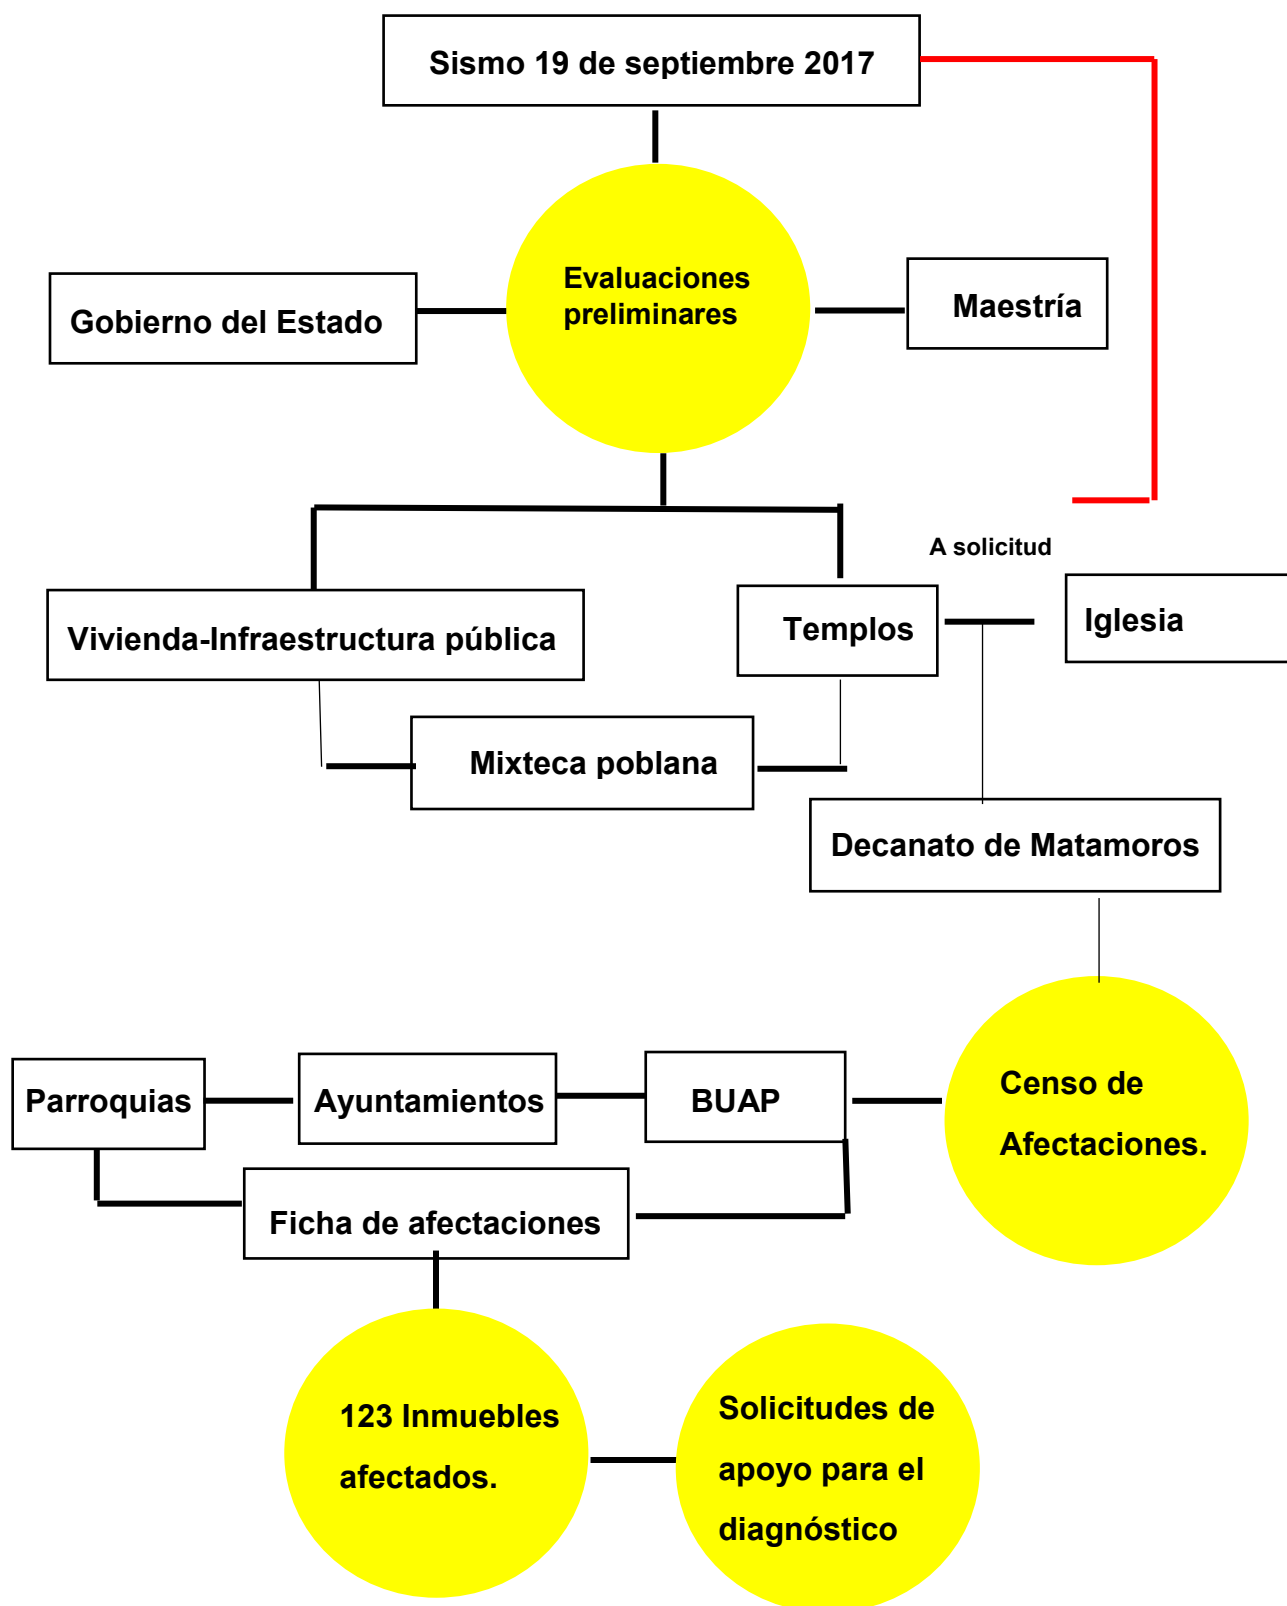 Sismo 19 de septiembre 2017
Evaluaciones
preliminares
Gobierno del Estado
Maestría
A solicitud
Vivienda-Infraestructura pública
Templos
Iglesia
Mixteca poblana
Decanato de Matamoros
Parroquias
Ayuntamientos
BUAP
Censo de
Afectaciones.
Ficha de afectaciones
123 Inmuebles
afectados.
Solicitudes de
apoyo para el
diagnóstico